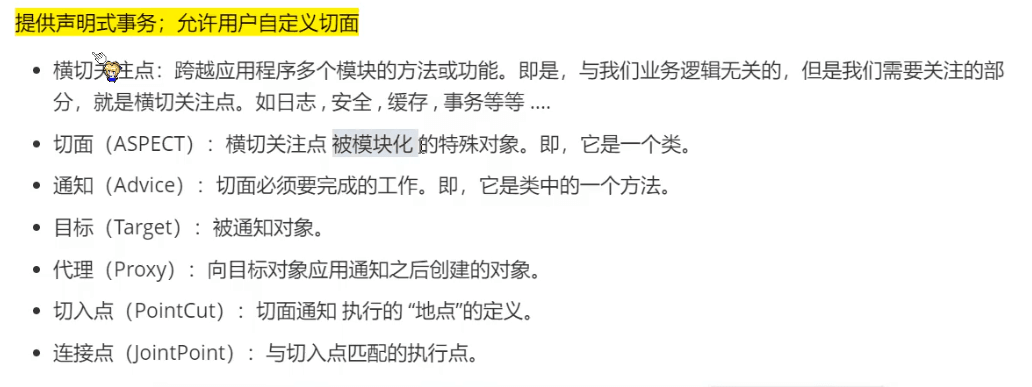 提供声明式事务；允许用户自定义切面
横切关注点：跨越应用程序多个模块的方法或功能。即是，与我们业务逻辑无关的，但是我们需要关注的部
分，就是横切关注点。如日志 , 安全 , 缓存 , 事务等等 ....
切面（ASPECT）：横切关注点 被模块化 的特殊对象。即，它是一个类。
通知（Advice）：切面必须要完成的工作。即，它是类中的一个方法。
目标（Target）：被通知对象。
代理（Proxy）：向目标对象应用通知之后创建的对象。
切入点（PointCut）：切面通知 执行的 “地点”的定义。
连接点（JointPoint）：与切入点匹配的执行点。